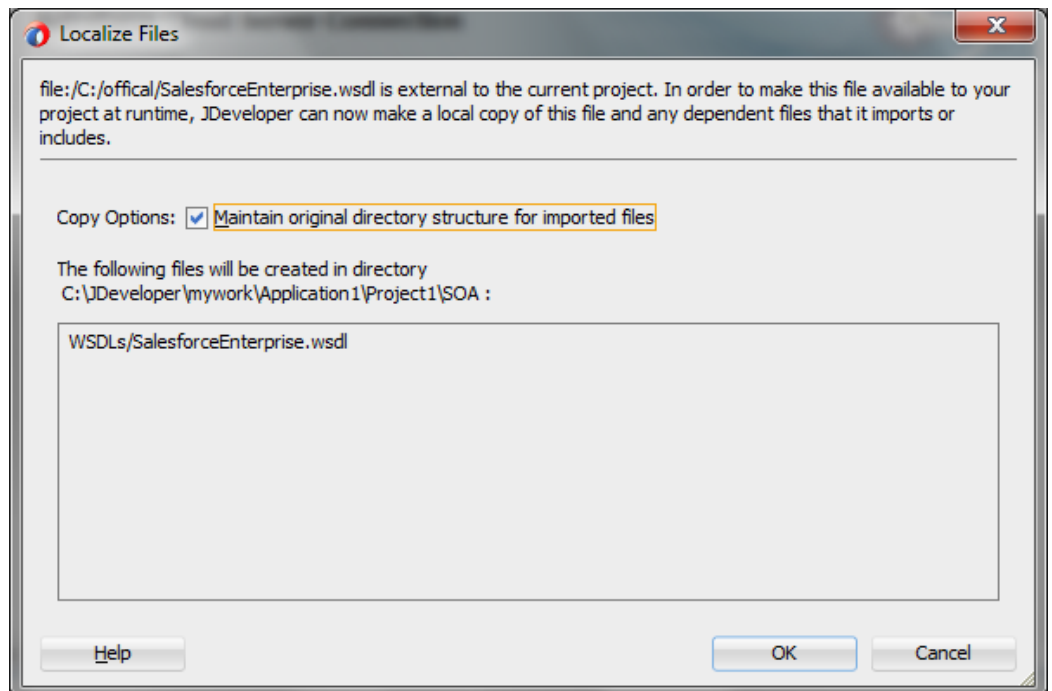 Localize Files
file:/C:/offical/SalesforceEnterprise.wsdl is external to the current project. In order to make this file available to your
project at runtime, JDeveloper can now make a local copy of this file and any dependent files that it imports or
includes.
Copy Options: Maintain original directory structure for imported files
The following files will be created in directory
C:\JDeveloper\mywork\Application1\Project1\SOA :
WSDLs/SalesforceEnterprise.wsdl
Help OK Cancel